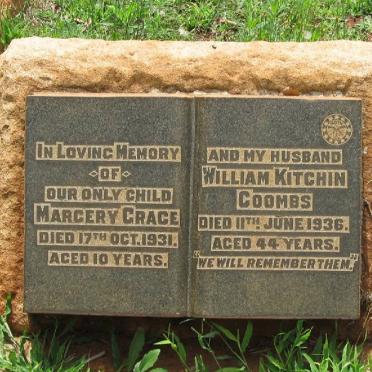 IN LOVING MEMORY
OF
OUR ONLY CHILD
MARGERY GRACE
DIED 17TH OCT. 1931.
AGED 10 YEARS.
AND MY HUSBAND
WILLIAM KITCHIN
COOMBS
DIED 11TH JUNE 1936.
AGED 44 YEARS.
"WE WILL REMEMBER THEM."